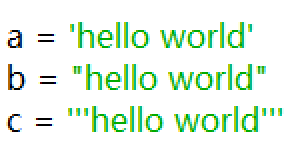 a = 'hello world'
b = "hello world"
c = '''hello world'''